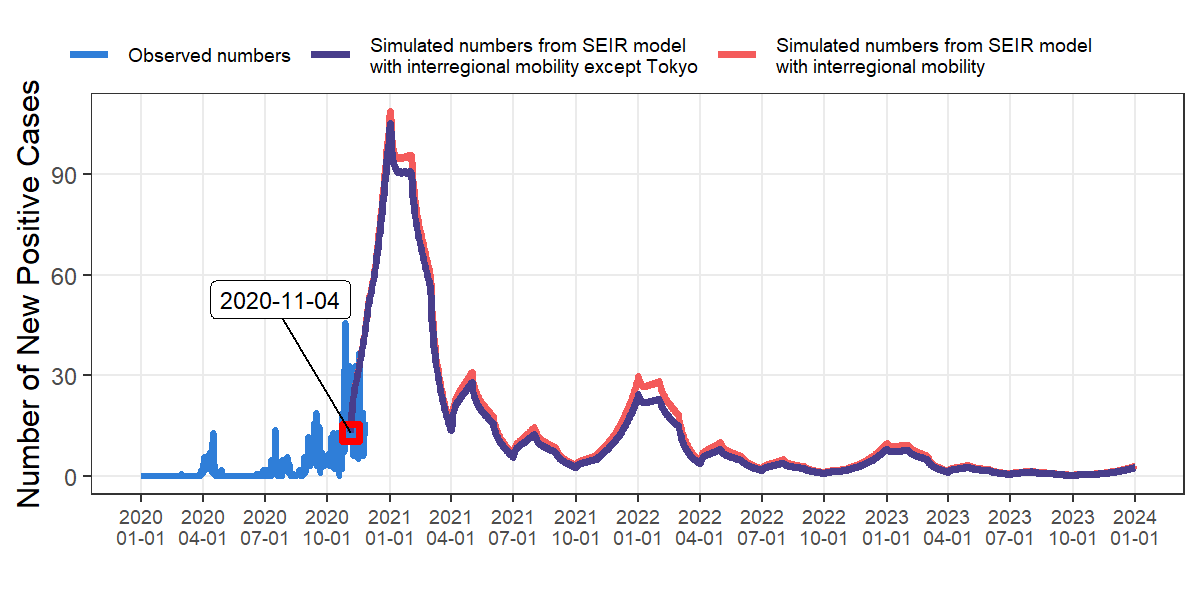 Observed numbers
Simulated numbers from SEIR model
with interregional mobility except Tokyo
Simulated numbers from SEIR model
with interregional mobility
Number of New Positive Cases
90
60
30
0
2020-11-04
2020 2020 2020 2020 2021 2021 2021 2021 2022 2022 2022 2022 2023 2023 2023 2023 2024
01-01 04-01 07-01 10-01 01-01 04-01 07-01 10-01 01-01 04-01 07-01 10-01 01-01 04-01 07-01 10-01 01-01